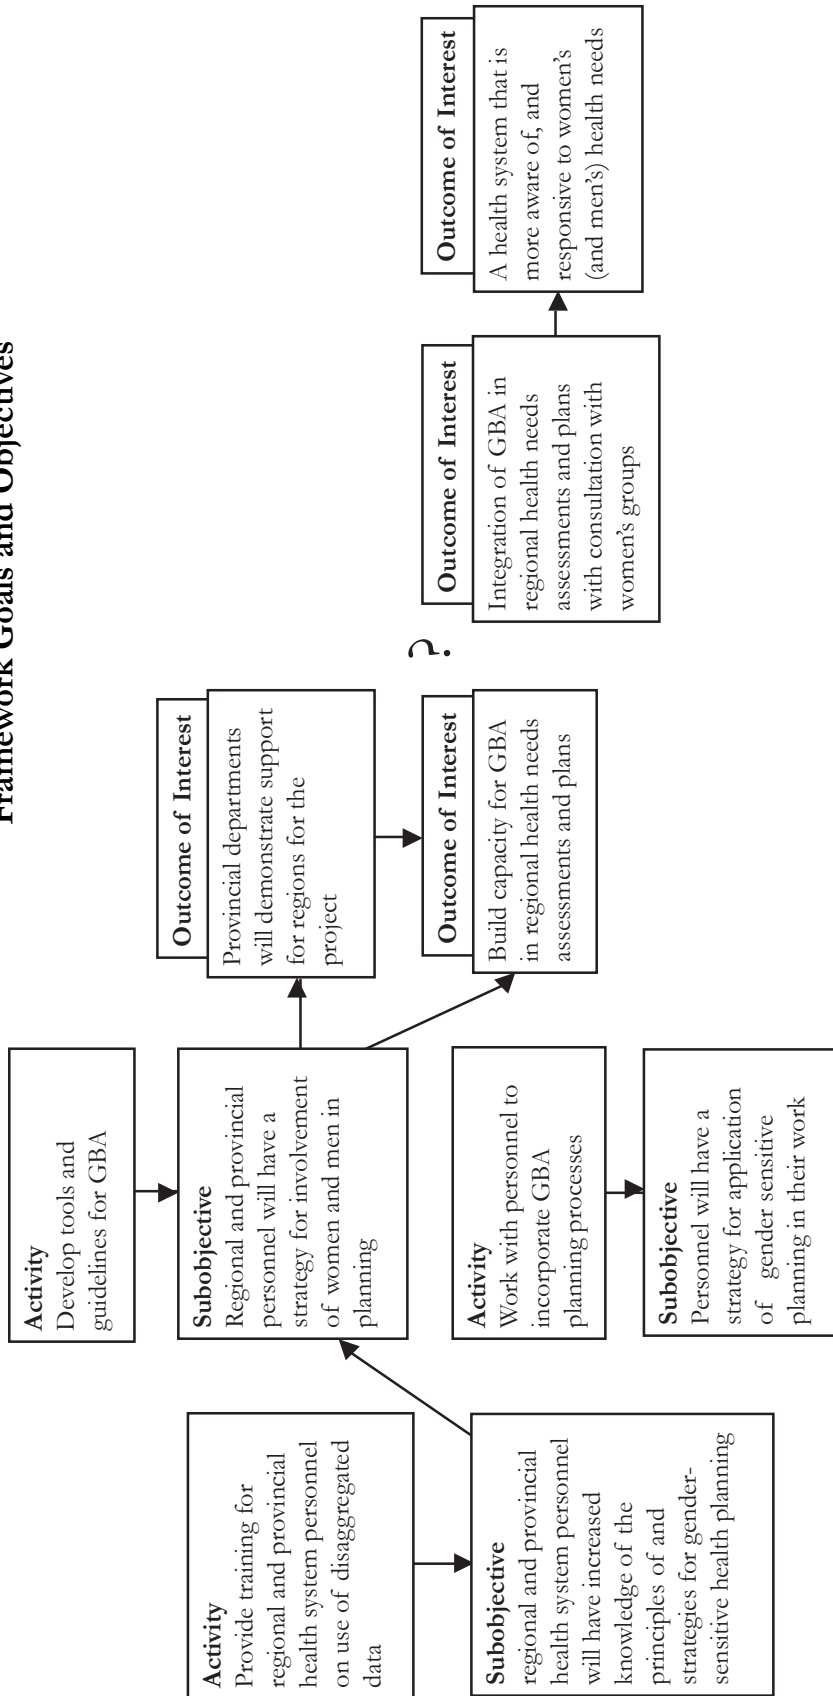 Framework Goals and Objectives
Activity
Provide training for
regional and provincial
health system personnel
on use of disaggregated
data
Subobjective
regional and provincial
health system personnel
will have increased
knowledge of the
principles of and
strategies for gender-
sensitive health planning
Activity
Develop tools and
guidelines for GBA
Subobjective
Regional and provincial
personnel will have a
strategy for involvement
of women and men in
planning
Activity
Work with personnel to
incorporate GBA
planning processes
Subobjective
Personnel will have a
strategy for application
of gender sensitive
planning in their work
Outcome of Interest
Provincial departments
will demonstrate support
for regions for the
project
Outcome of Interest
Build capacity for GBA
in regional health needs
assessments and plans
?
Outcome of Interest
Integration of GBA in
regional health needs
assessments and plans
with consultation with
women's groups
Outcome of Interest
A health system that is
more aware of, and
responsive to women's
(and men's) health needs